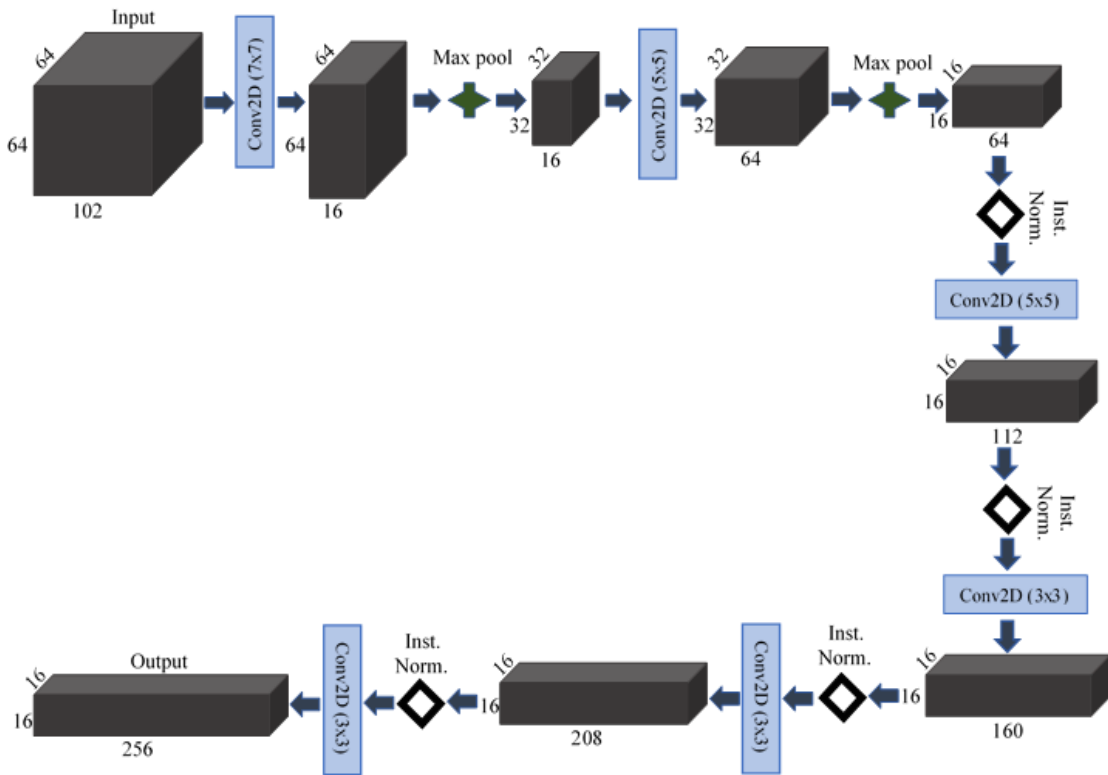 Input
64
64
102
Conv2D (7x7)
64
64
16
Max pool
32
32
16
Conv2D (5x5)
32
32
64
Max pool
16
16
64
Inst.
Norm.
Conv2D (5x5)
16
16
112
Inst.
Norm.
Conv2D (3x3)
16
16
160
Inst.
Norm.
Conv2D (3x3)
16
16
208
Inst.
Norm.
Conv2D (3x3)
Output
16
16
256